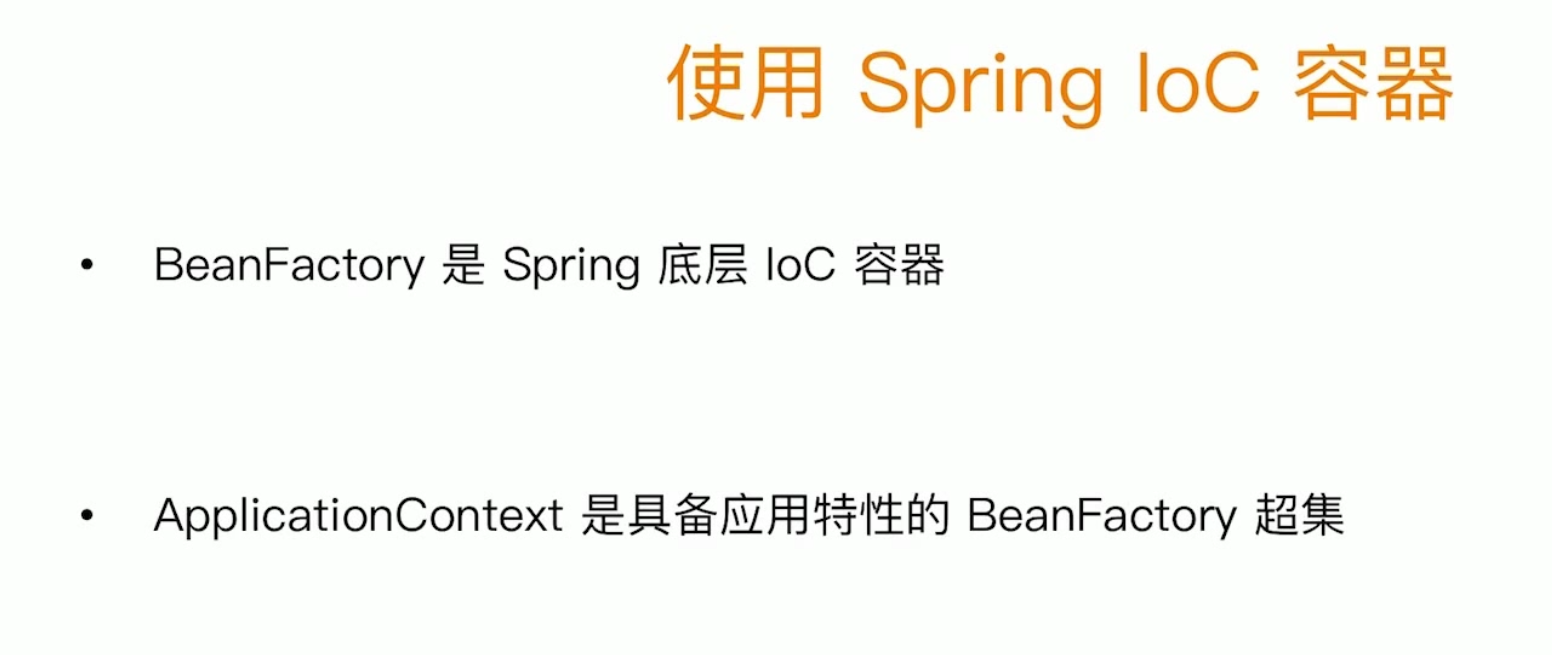 使用 Spring IoC 容器
• BeanFactory 是 Spring 底层 IoC 容器
• ApplicationContext 是具备应用特性的 BeanFactory 超集